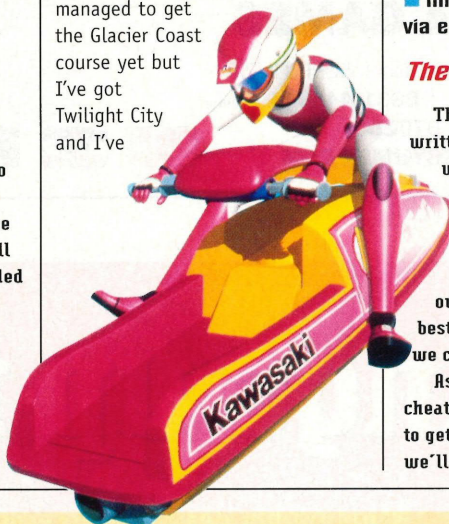 managed to get
the Glacier Coast
course yet but
I've got
Twilight City
and I've
o
e
ll
led
Kawasaki
via e
The
Th
writt
u
ou
best
we c
As
cheat
to get
we'll